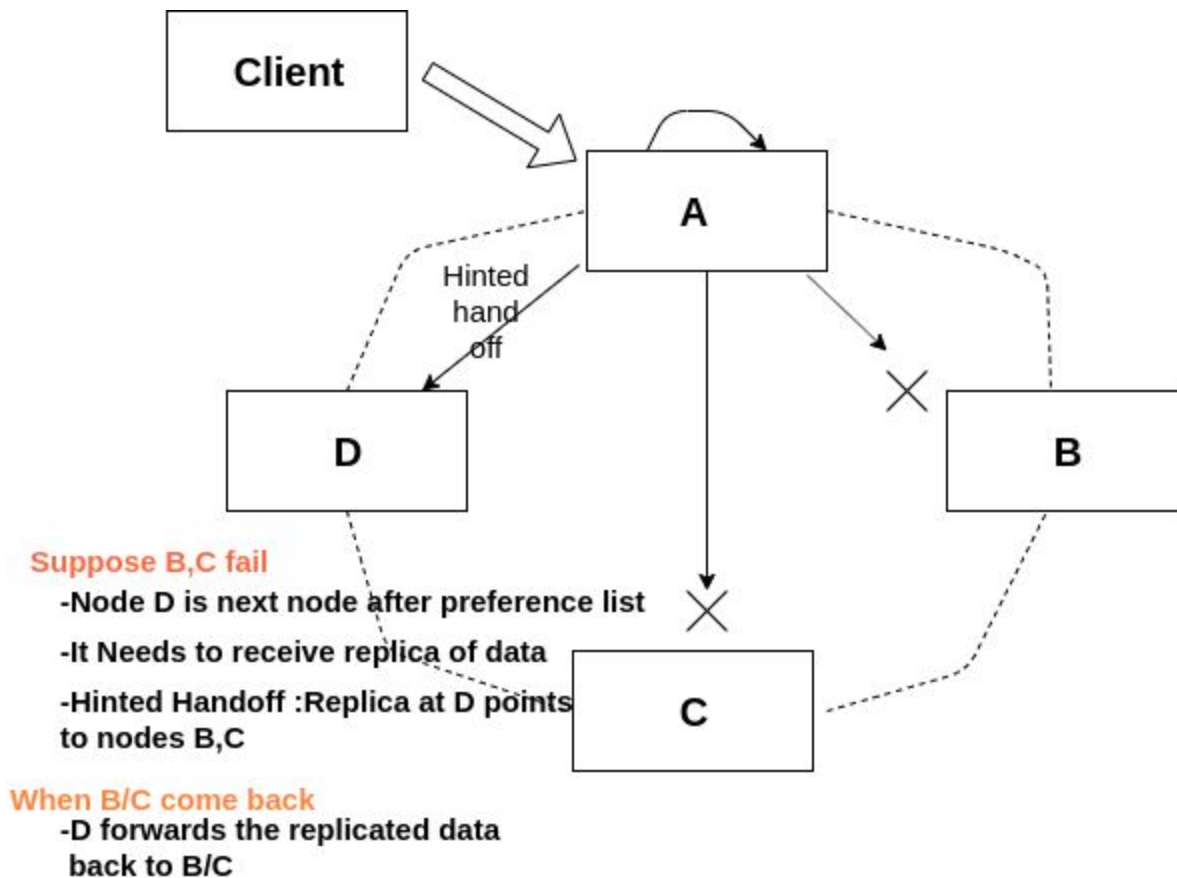 Client
A
Hinted
hand
off
D
B
Suppose B,C fail
-Node D is next node after preference list
-It Needs to receive replica of data
-Hinted Handoff :Replica at D points
to nodes B,C
C
When B/C come back
-D forwards the replicated data
back to B/C